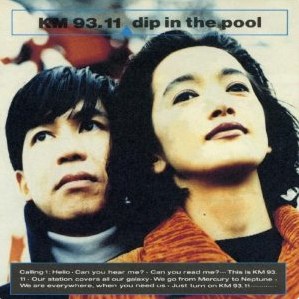 KM 93.11 dip in the pool
Calling 1: Hello · Can you hear me? · Can you read me?··· This is KM 93.
11 · Our station covers all our galaxy · We go from Mercury to Neptune ·
We are everywhere, when you need us · Just turn on KM 93.11··········